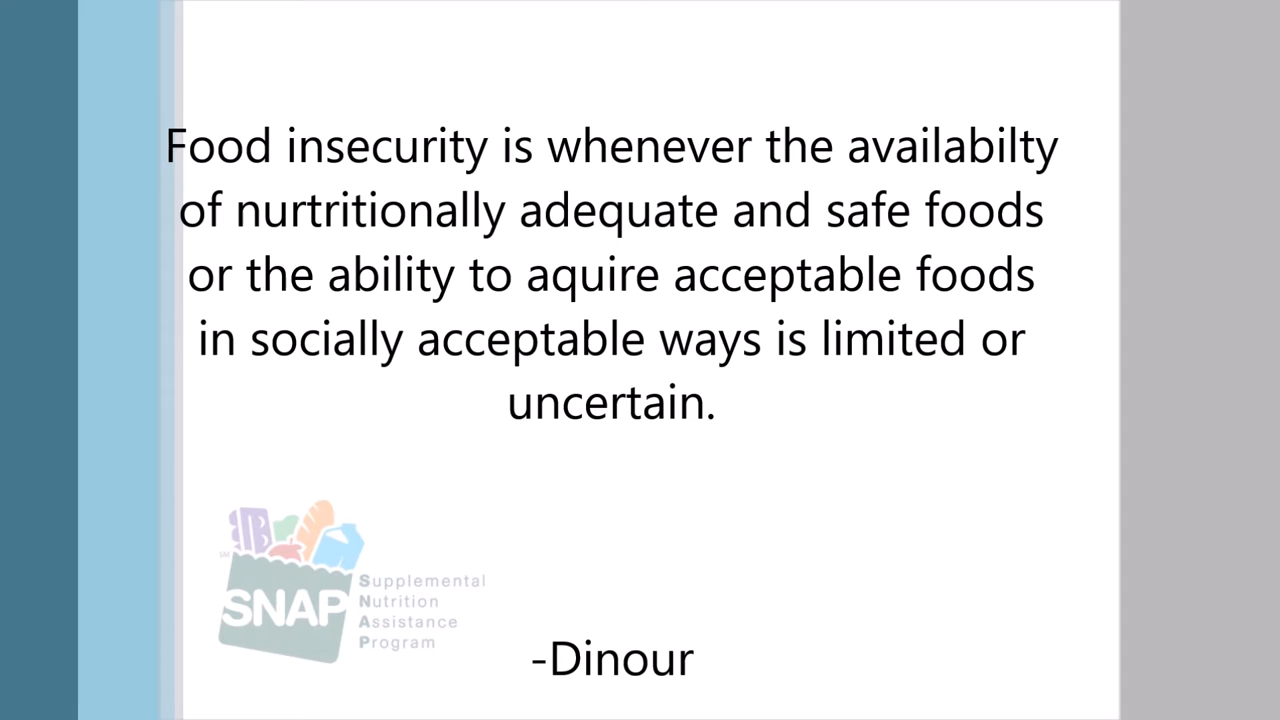 Food insecurity is whenever the availabilty
of nurtritionally adequate and safe foods
or the ability to aquire acceptable foods
in socially acceptable ways is limited or
uncertain.
SM
SNAP
Supplemental
Nutrition
Assistance
Program
-Dinour